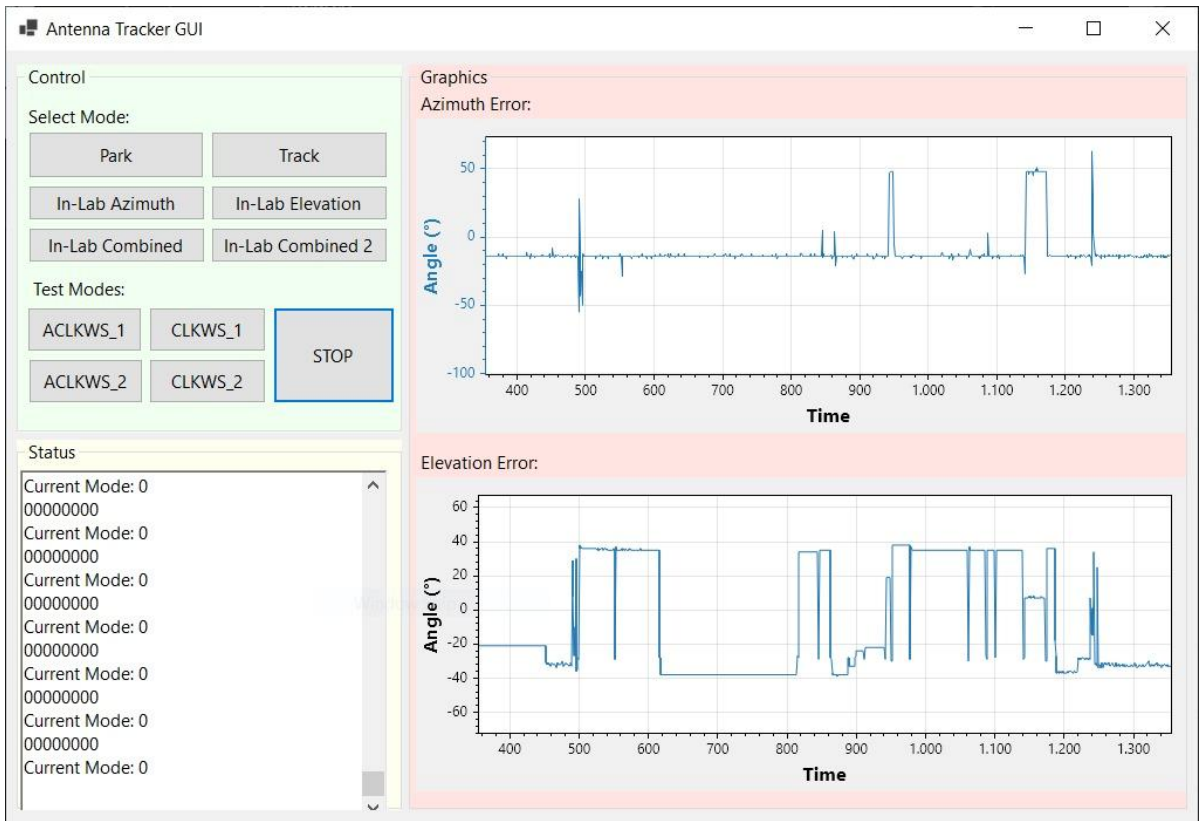 Antenna Tracker GUI
Control
Select Mode:
Park Track
In-Lab Azimuth In-Lab Elevation
In-Lab Combined In-Lab Combined 2
Test Modes:
ACLKWS_1 CLKWS_1
STOP
ACLKWS_2 CLKWS_2
Status
Current Mode: 0
00000000
Current Mode: 0
00000000
Current Mode: 0
00000000
Current Mode: 0
00000000
Current Mode: 0
00000000
Current Mode: 0
00000000
Current Mode: 0
Graphics
Azimuth Error:
Angle (°)
50
0
-50
-100
400 500 600 700 800 900 1.000 1.100 1.200 1.300
Time
Elevation Error:
Angle (°)
60
40
20
0
-20
-40
-60
400 500 600 700 800 900 1.000 1.100 1.200 1.300
Time